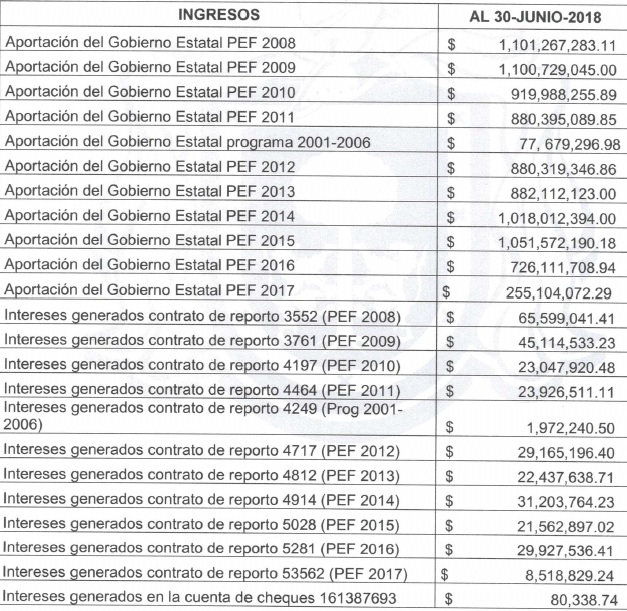 INGRESOS AL 30-JUNIO-2018
Aportación del Gobierno Estatal PEF 2008 $ 1,101,267,283.11
Aportación del Gobierno Estatal PEF 2009 $ 1,100,729,045.00
Aportación del Gobierno Estatal PEF 2010 $ 919,988,255.89
Aportación del Gobierno Estatal PEF 2011 $ 880,395,089.85
Aportación del Gobierno Estatal programa 2001-2006 $ 77, 679,296.98
Aportación del Gobierno Estatal PEF 2012 $ 880,319,346.86
Aportación del Gobierno Estatal PEF 2013 $ 882,112,123.00
Aportación del Gobierno Estatal PEF 2014 $ 1,018,012,394.00
Aportación del Gobierno Estatal PEF 2015 $ 1,051,572,190.18
Aportación del Gobierno Estatal PEF 2016 $ 726,111,708.94
Aportación del Gobierno Estatal PEF 2017 $ 255,104,072.29
Intereses generados contrato de reporto 3552 (PEF 2008) $ 65,599,041.41
Intereses generados contrato de reporto 3761 (PEF 2009) $ 45,114,533.23
Intereses generados contrato de reporto 4197 (PEF 2010) $ 23,047,920.48
Intereses generados contrato de reporto 4464 (PEF 2011) $ 23,926,511.11
Intereses generados contrato de reporto 4249 (Prog 2001-
2006) $ 1,972,240.50
Intereses generados contrato de reporto 4717 (PEF 2012) $ 29,165,196.40
Intereses generados contrato de reporto 4812 (PEF 2013) $ 22,437,638.71
Intereses generados contrato de reporto 4914 (PEF 2014) $ 31,203,764.23
Intereses generados contrato de reporto 5028 (PEF 2015) $ 21,562,897.02
Intereses generados contrato de reporto 5281 (PEF 2016) $ 29,927,536.41
Intereses generados contrato de reporto 53562 (PEF 2017) $ 8,518,829.24
Intereses generados en la cuenta de cheques 161387693 $ 80,338.74